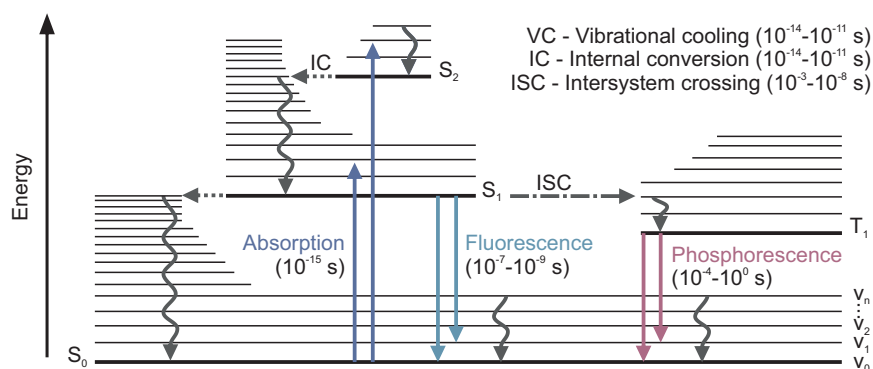 VC - Vibrational cooling (10⁻¹⁴-10⁻¹¹ s)
IC - Internal conversion (10⁻¹⁴-10⁻¹¹ s)
ISC - Intersystem crossing (10⁻³-10⁻⁸ s)
Energy
IC
S₂
S₁
ISC
T₁
Absorption
(10⁻¹⁵ s)
Fluorescence
(10⁻⁷-10⁻⁹ s)
Phosphorescence
(10⁻⁴-10⁰ s)
vₙ
⋮
v₂
v₁
v₀
S₀